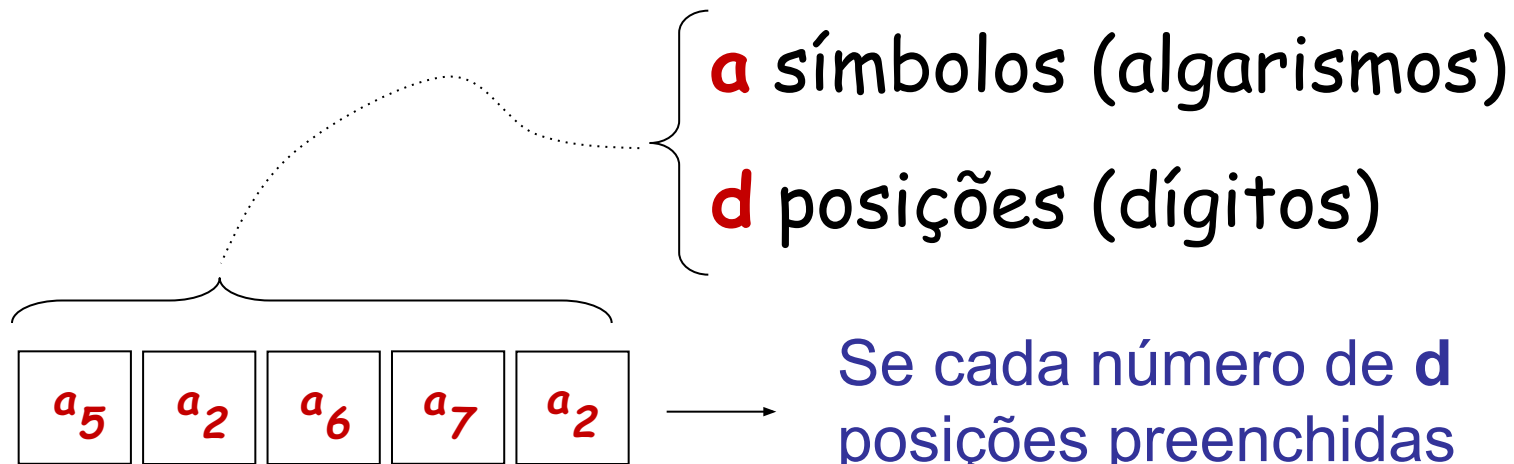 a símbolos (algarismos)
d posições (dígitos)
a5 a2 a6 a7 a2
Se cada número de d
posições preenchidas